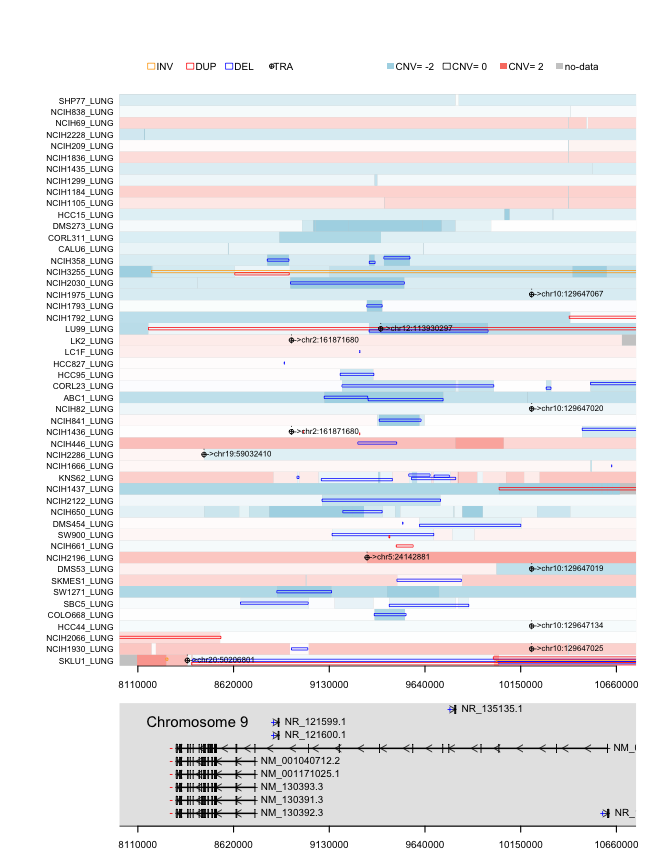 INV DUP DEL TRA CNV= -2 CNV= 0 CNV= 2 no-data
SHP77_LUNG
NCIH838_LUNG
NCIH69_LUNG
NCIH2228_LUNG
NCIH209_LUNG
NCIH1836_LUNG
NCIH1435_LUNG
NCIH1299_LUNG
NCIH1184_LUNG
NCIH1105_LUNG
HCC15_LUNG
DMS273_LUNG
CORL311_LUNG
CALU6_LUNG
NCIH358_LUNG
NCIH3255_LUNG
NCIH2030_LUNG
NCIH1975_LUNG ->chr10:129647067
NCIH1793_LUNG
NCIH1792_LUNG
LU99_LUNG ->chr12:113930297
LK2_LUNG ->chr2:161871680
LC1F_LUNG
HCC827_LUNG
HCC95_LUNG
CORL23_LUNG
ABC1_LUNG
NCIH82_LUNG ->chr10:129647020
NCIH841_LUNG
NCIH1436_LUNG ->chr2:161871680
NCIH446_LUNG
NCIH2286_LUNG ->chr19:59032410
NCIH1666_LUNG
KNS62_LUNG
NCIH1437_LUNG
NCIH2122_LUNG
NCIH650_LUNG
DMS454_LUNG
SW900_LUNG
NCIH661_LUNG
NCIH2196_LUNG ->chr5:24142881
DMS53_LUNG ->chr10:129647019
SKMES1_LUNG
SW1271_LUNG
SBC5_LUNG
COLO668_LUNG
HCC44_LUNG ->chr10:129647134
NCIH2066_LUNG
NCIH1930_LUNG ->chr10:129647025
SKLU1_LUNG ->chr20:50206801
8110000 8620000 9130000 9640000 10150000 10660000
NR_135135.1
Chromosome 9 NR_121599.1
NR_121600.1
NM_
NM_001040712.2
NM_001171025.1
NM_130393.3
NM_130391.3
NM_130392.3 NR_
8110000 8620000 9130000 9640000 10150000 10660000